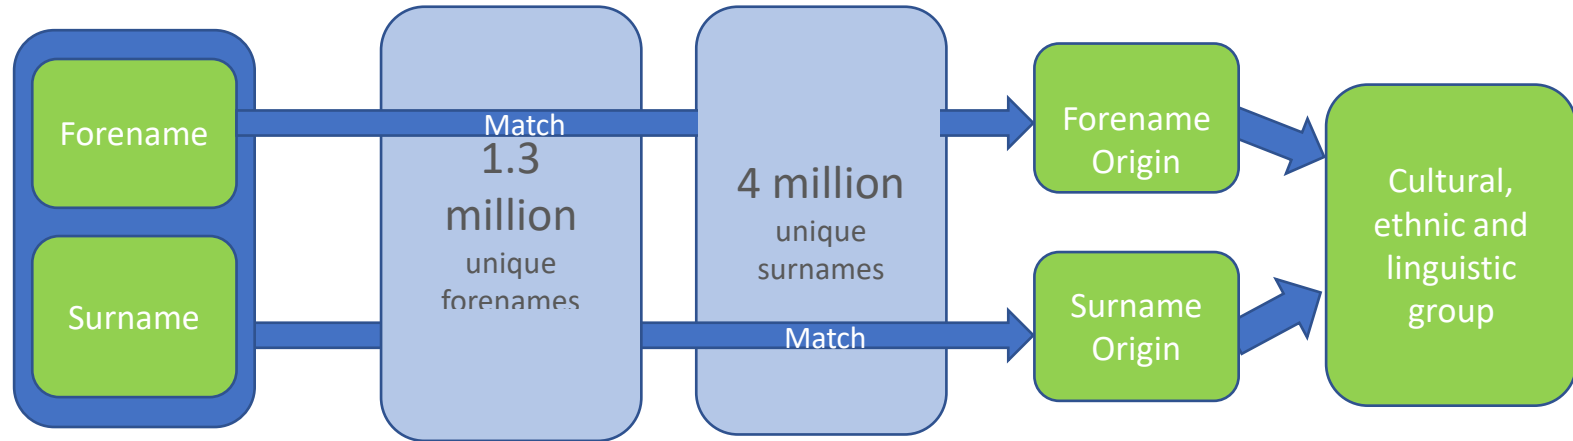 Forename
Surname
Match
1.3
million
unique
forenames
4 million
unique
surnames
Match
Forename
Origin
Surname
Origin
Cultural,
ethnic and
linguistic
group